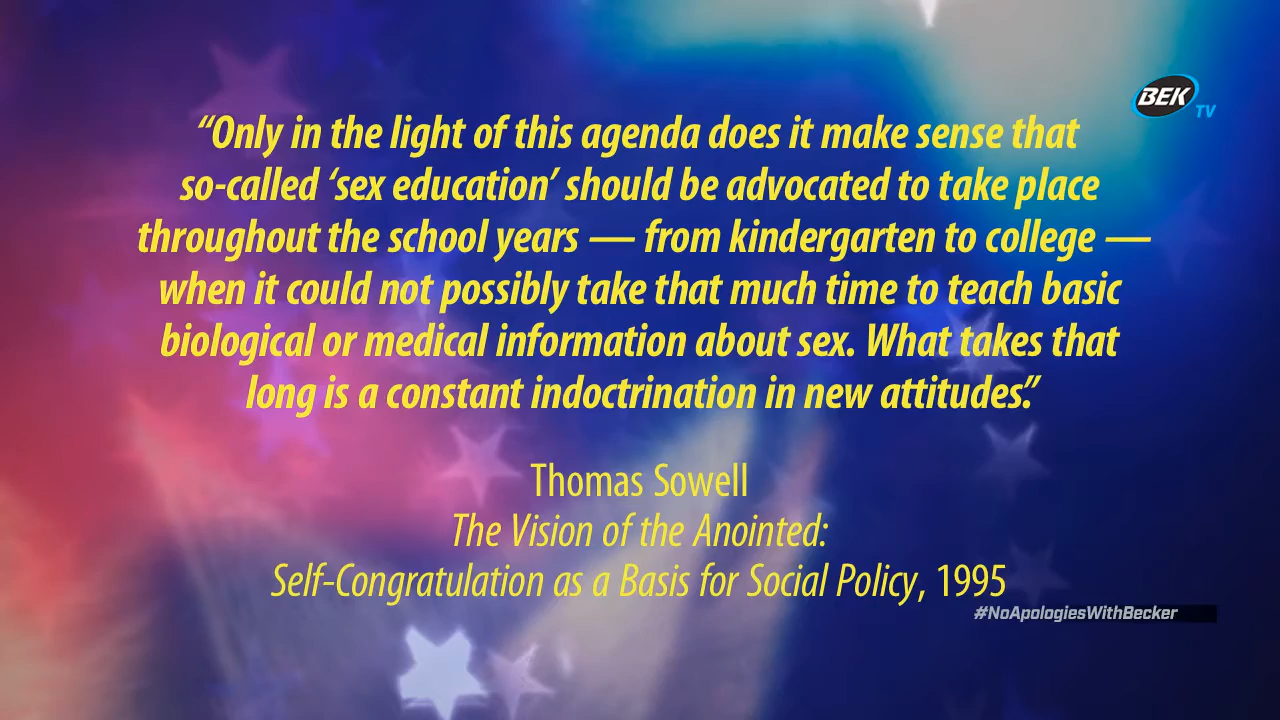 BEK TV
“Only in the light of this agenda does it make sense that
so-called ‘sex education’ should be advocated to take place
throughout the school years — from kindergarten to college —
when it could not possibly take that much time to teach basic
biological or medical information about sex. What takes that
long is a constant indoctrination in new attitudes.”
Thomas Sowell
The Vision of the Anointed:
Self-Congratulation as a Basis for Social Policy, 1995
#NoApologiesWithBecker